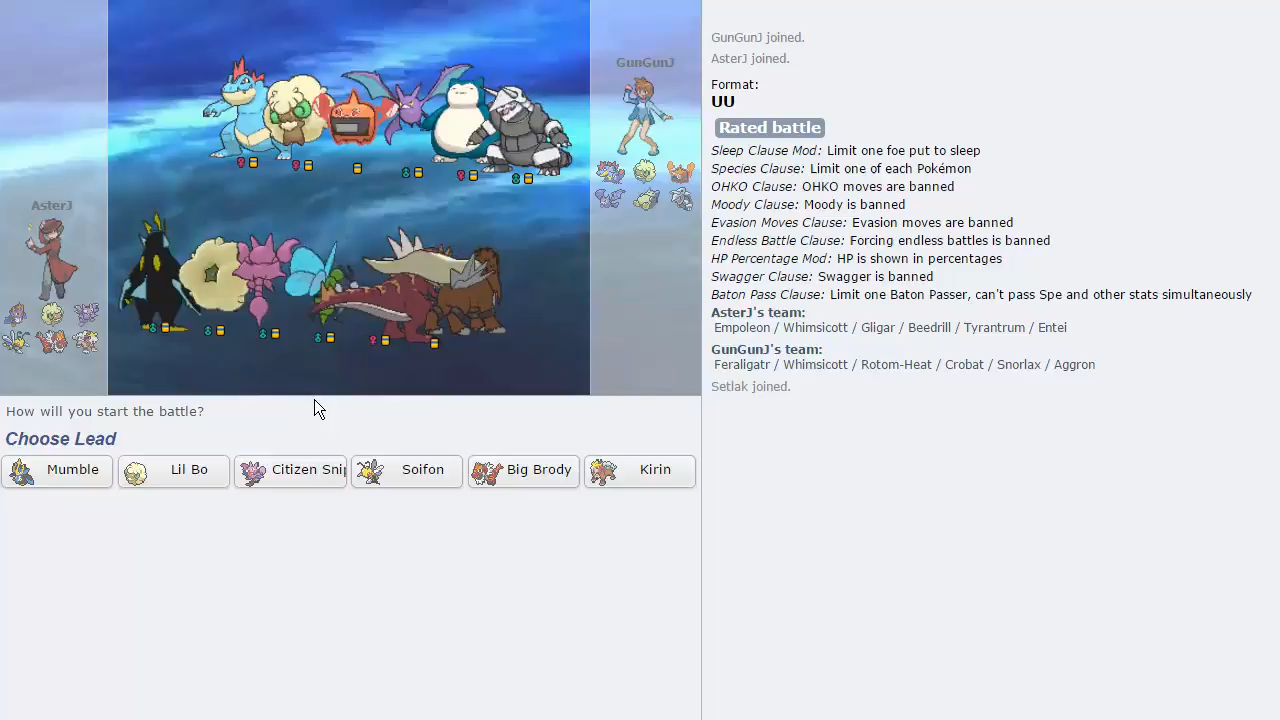 GunGunJ
AsterJ
How will you start the battle?
Choose Lead
Mumble
Lil Bo
Citizen Snip
Soifon
Big Brody
Kirin
GunGunJ joined.
AsterJ joined.
Format:
UU
Rated battle
Sleep Clause Mod: Limit one foe put to sleep
Species Clause: Limit one of each Pokémon
OHKO Clause: OHKO moves are banned
Moody Clause: Moody is banned
Evasion Moves Clause: Evasion moves are banned
Endless Battle Clause: Forcing endless battles is banned
HP Percentage Mod: HP is shown in percentages
Swagger Clause: Swagger is banned
Baton Pass Clause: Limit one Baton Passer, can't pass Spe and other stats simultaneously
AsterJ's team:
Empoleon / Whimsicott / Gligar / Beedrill / Tyrantrum / Entei
GunGunJ's team:
Feraligatr / Whimsicott / Rotom-Heat / Crobat / Snorlax / Aggron
Setlak joined.